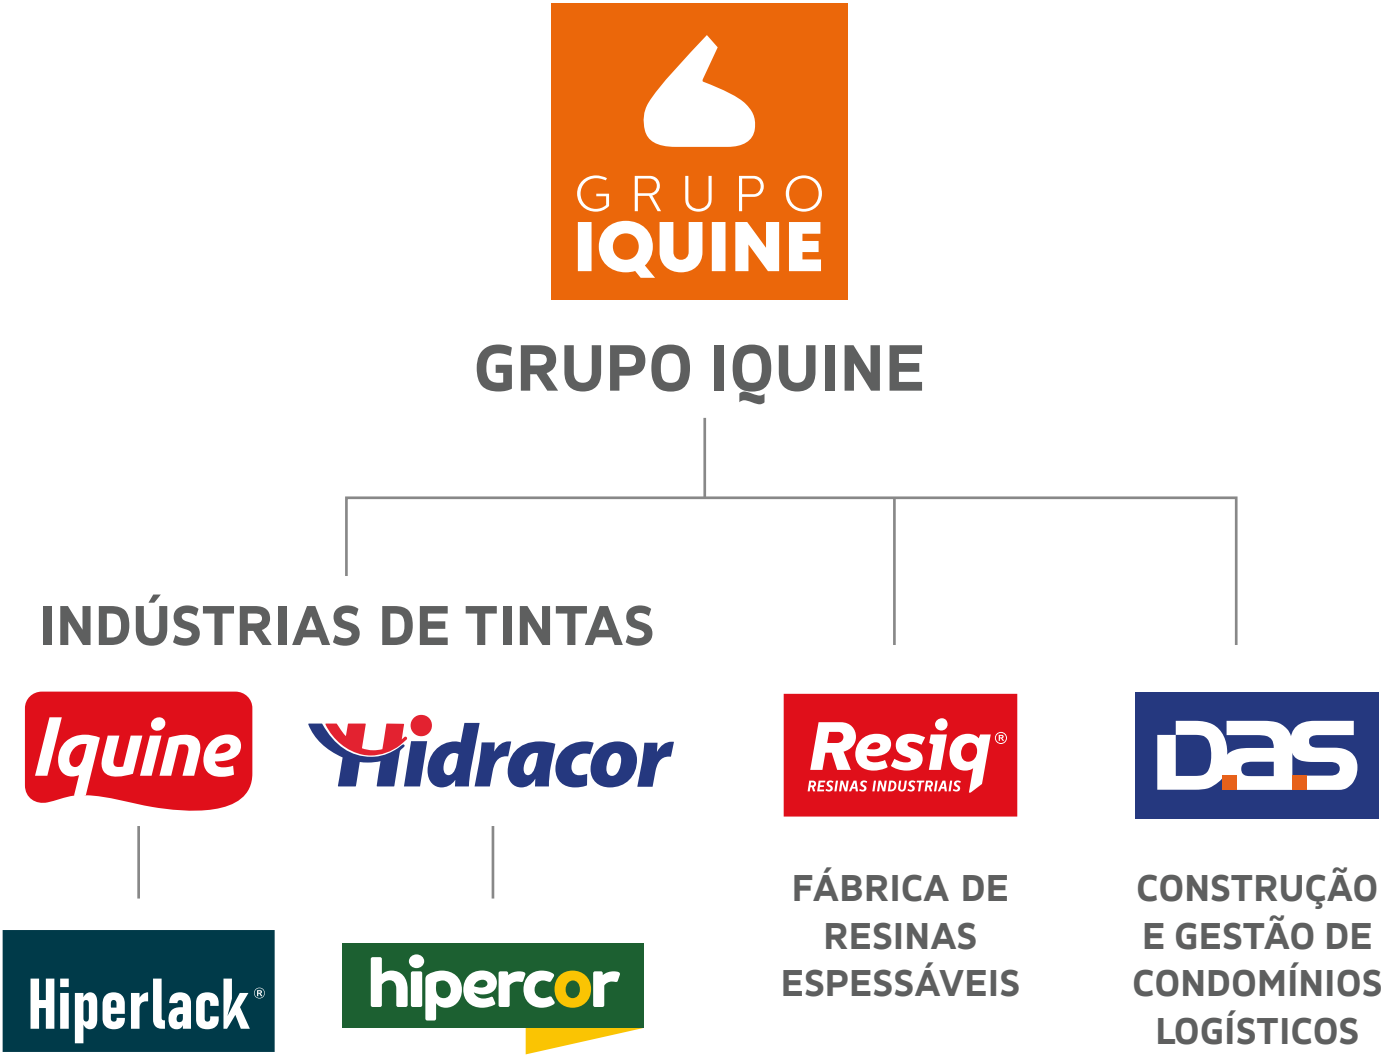 GRUPO
IQUINE
GRUPO IQUINE
INDÚSTRIAS DE TINTAS
Iquine
Hidracor
Resiq®
RESINAS INDUSTRIAIS
D.a.s
Hiperlack®
hipercor
FÁBRICA DE
RESINAS
ESPESSÁVEIS
CONSTRUÇÃO
E GESTÃO DE
CONDOMÍNIOS
LOGÍSTICOS